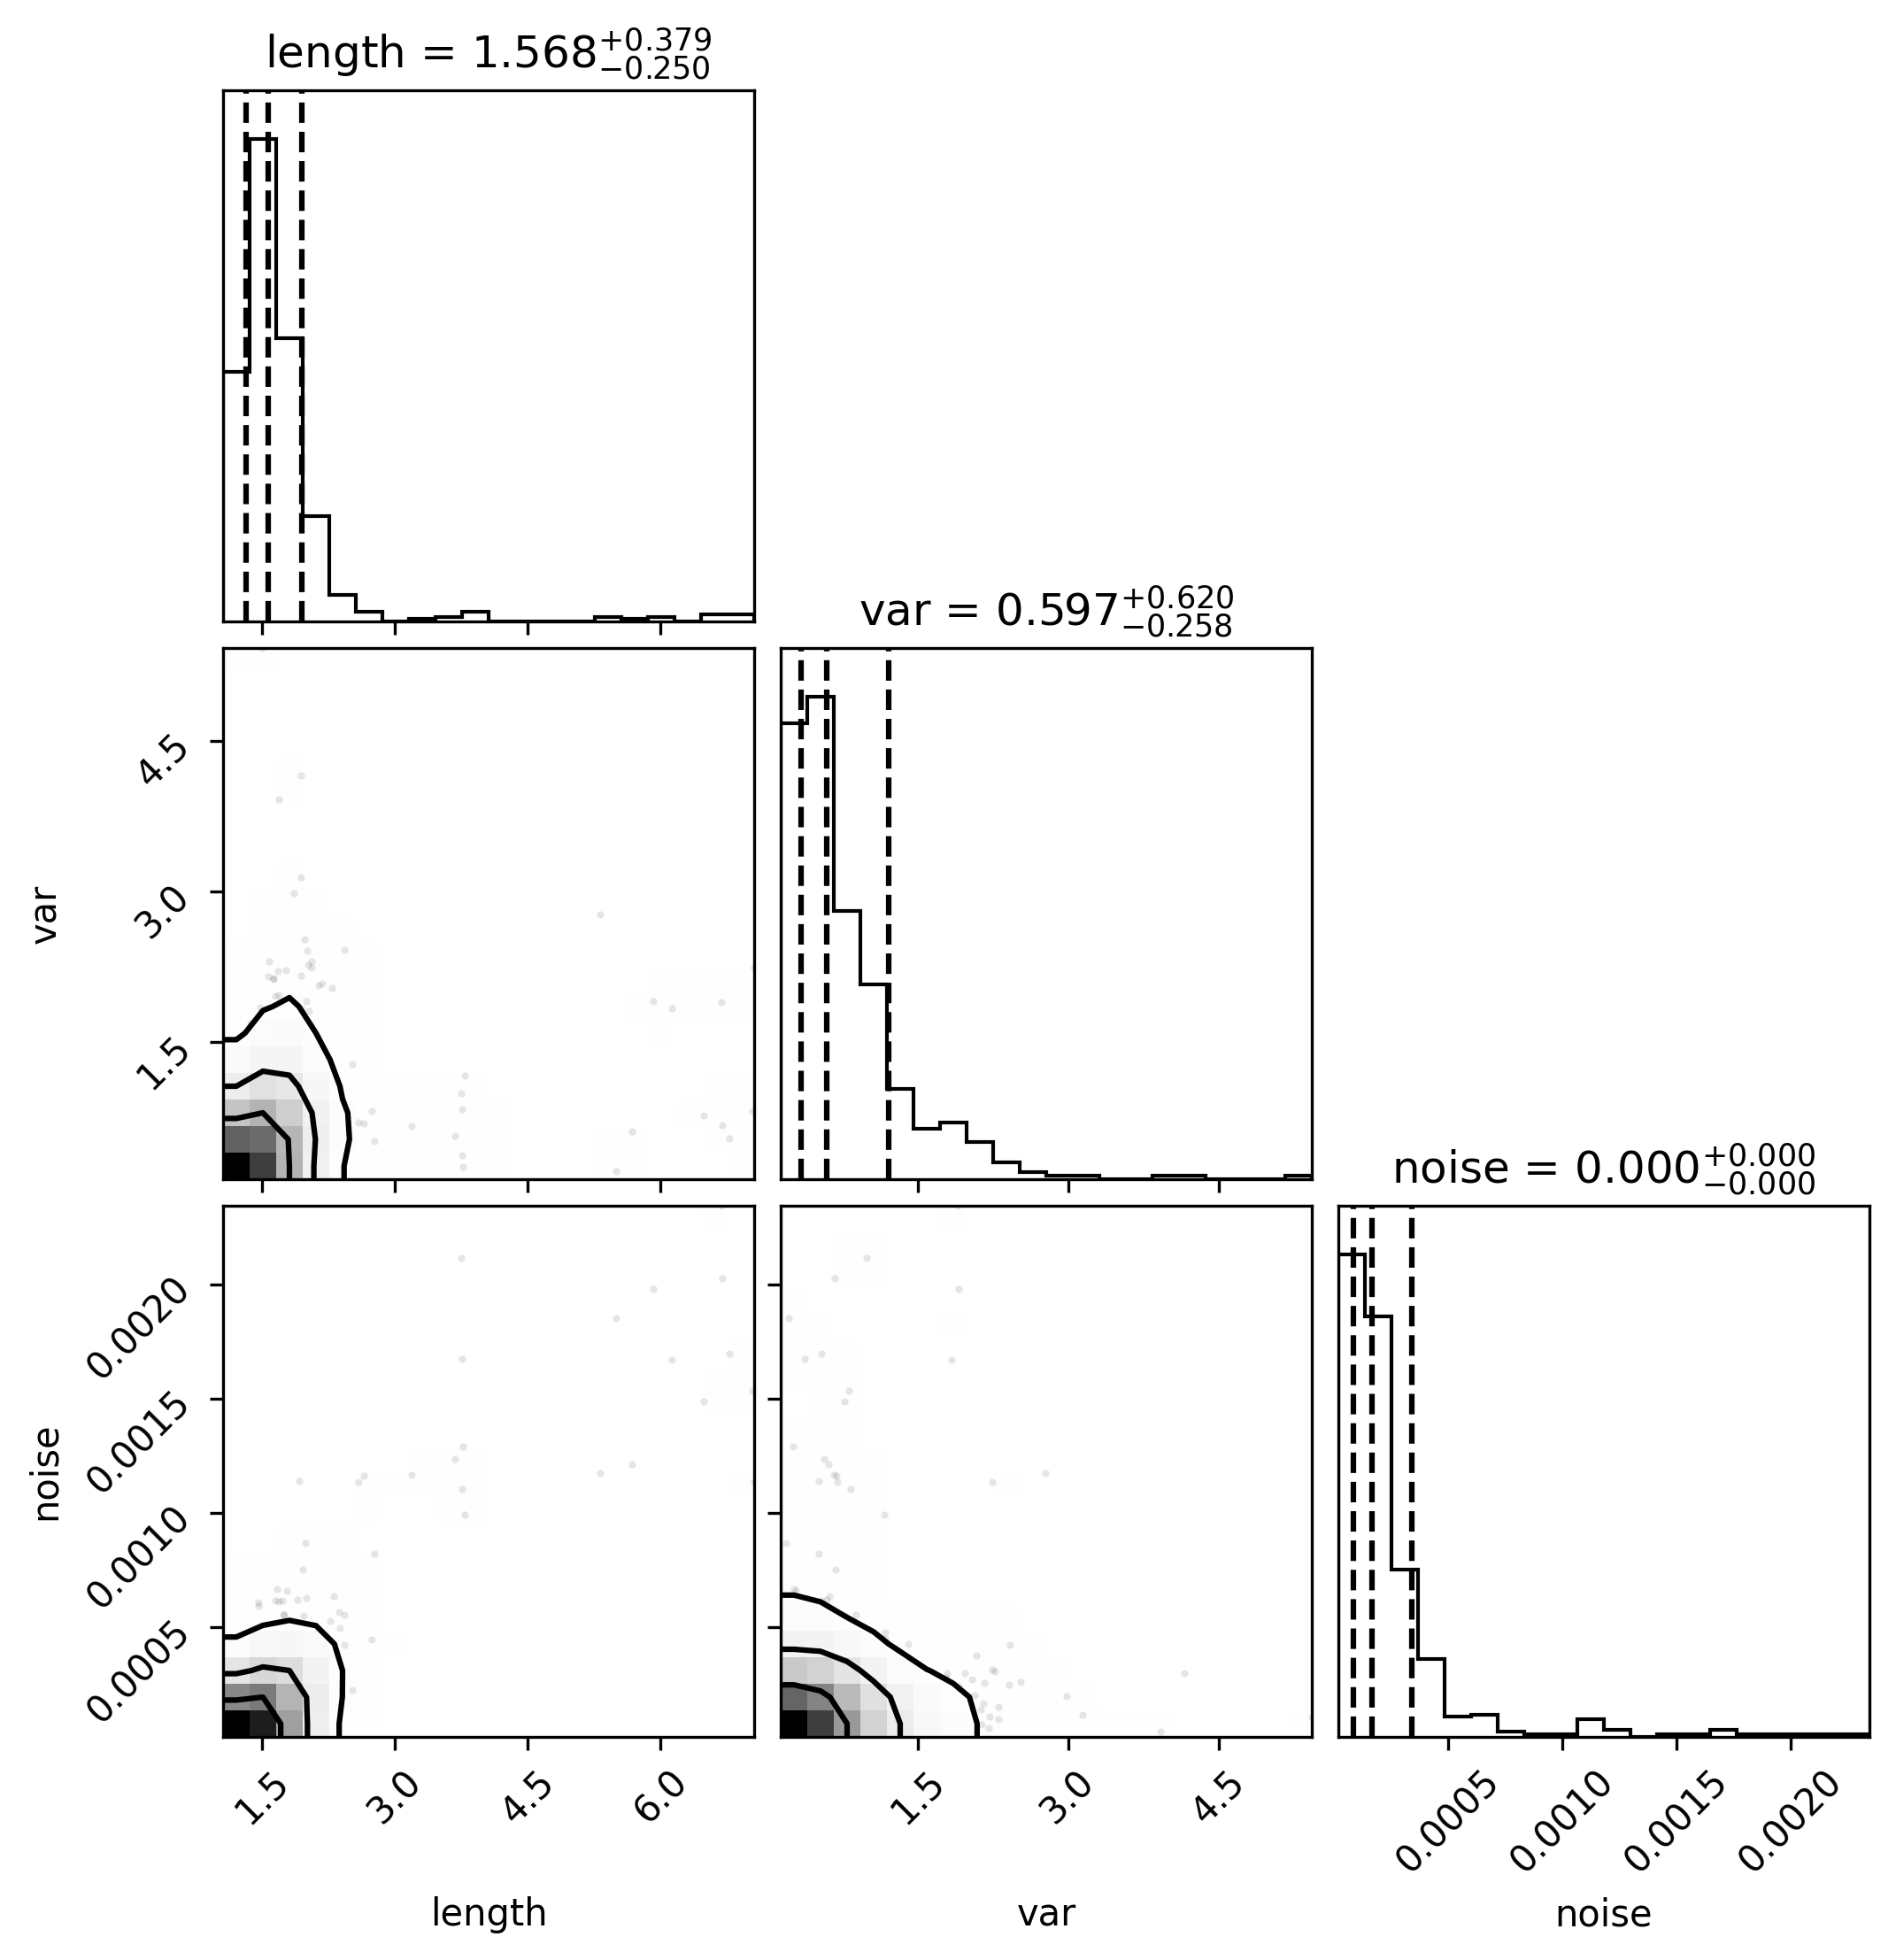 length = 1.568 +0.379 −0.250
var = 0.597 +0.620 −0.258
4.5
3.0
1.5
var
noise = 0.000 +0.000 −0.000
0.0020
0.0015
0.0010
0.0005
noise
1.5 3.0 4.5 6.0
1.5 3.0 4.5
0.0005 0.0010 0.0015 0.0020
length
var
noise